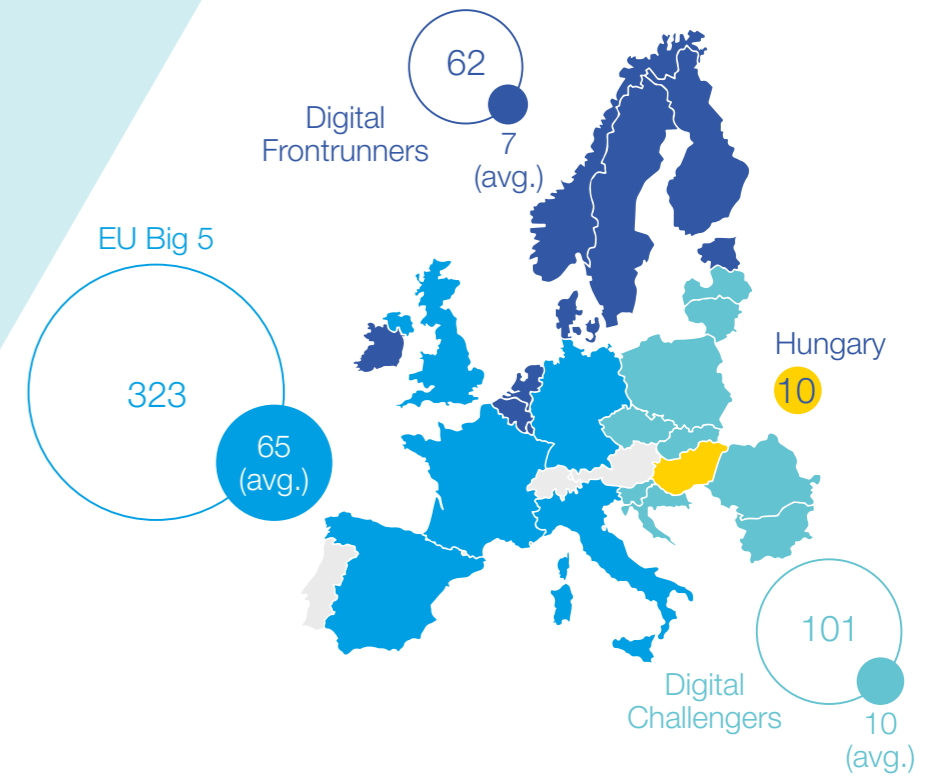 62
Digital
Frontrunners
7
(avg.)
EU Big 5
323
65
(avg.)
Hungary
10
101
Digital
Challengers
10
(avg.)